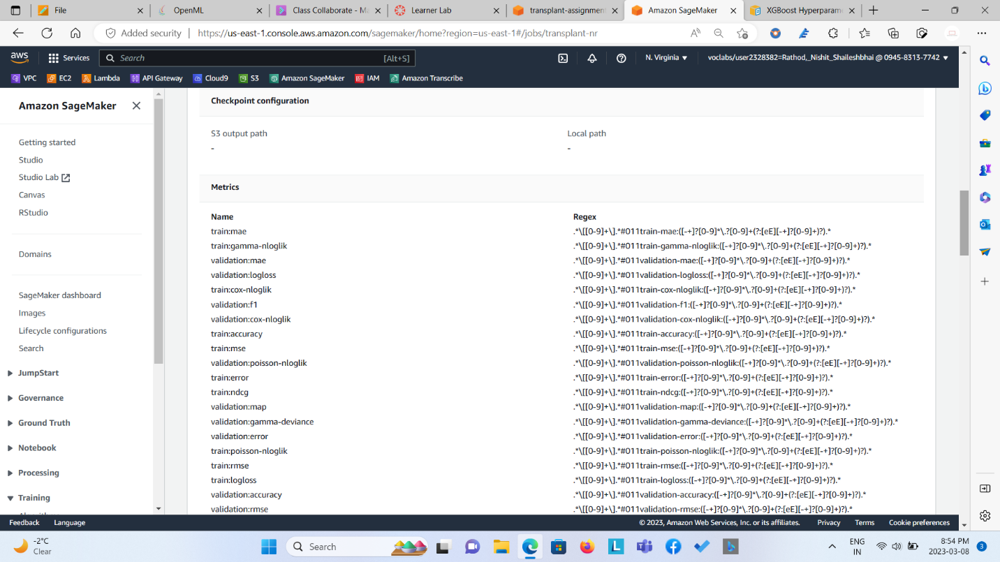 File
OpenML
Class Collaborate - Ma
Learner Lab
transplant-assignment
Amazon SageMaker
XGBoost Hyperparame
Added security
https://us-east-1.console.aws.amazon.com/sagemaker/home?region=us-east-1#/jobs/transplant-nr
aws
Services
Search
[Alt+S]
N. Virginia
voclabs/user2328382=Rathod,_Nishit_Shaileshbhai @ 0945-8313-7742
VPC
EC2
Lambda
API Gateway
Cloud9
S3
Amazon SageMaker
IAM
Amazon Transcribe
Amazon SageMaker
Getting started
Studio
Studio Lab
Canvas
RStudio
Domains
SageMaker dashboard
Images
Lifecycle configurations
Search
JumpStart
Governance
Ground Truth
Notebook
Processing
Training
Checkpoint configuration
S3 output path
-
Local path
-
Metrics
Name Regex
train:mae .*\[[0-9]+\].*#011train-mae:([-+]?[0-9]*\.?[0-9]+(?:[eE][-+]?[0-9]+)?).*
train:gamma-nloglik .*\[[0-9]+\].*#011train-gamma-nloglik:([-+]?[0-9]*\.?[0-9]+(?:[eE][-+]?[0-9]+)?).*
validation:mae .*\[[0-9]+\].*#011validation-mae:([-+]?[0-9]*\.?[0-9]+(?:[eE][-+]?[0-9]+)?).*
validation:logloss .*\[[0-9]+\].*#011validation-logloss:([-+]?[0-9]*\.?[0-9]+(?:[eE][-+]?[0-9]+)?).*
train:cox-nloglik .*\[[0-9]+\].*#011train-cox-nloglik:([-+]?[0-9]*\.?[0-9]+(?:[eE][-+]?[0-9]+)?).*
validation:f1 .*\[[0-9]+\].*#011validation-f1:([-+]?[0-9]*\.?[0-9]+(?:[eE][-+]?[0-9]+)?).*
validation:cox-nloglik .*\[[0-9]+\].*#011validation-cox-nloglik:([-+]?[0-9]*\.?[0-9]+(?:[eE][-+]?[0-9]+)?).*
train:accuracy .*\[[0-9]+\].*#011train-accuracy:([-+]?[0-9]*\.?[0-9]+(?:[eE][-+]?[0-9]+)?).*
train:mse .*\[[0-9]+\].*#011train-mse:([-+]?[0-9]*\.?[0-9]+(?:[eE][-+]?[0-9]+)?).*
validation:poisson-nloglik .*\[[0-9]+\].*#011validation-poisson-nloglik:([-+]?[0-9]*\.?[0-9]+(?:[eE][-+]?[0-9]+)?).*
train:error .*\[[0-9]+\].*#011train-error:([-+]?[0-9]*\.?[0-9]+(?:[eE][-+]?[0-9]+)?).*
train:ndcg .*\[[0-9]+\].*#011train-ndcg:([-+]?[0-9]*\.?[0-9]+(?:[eE][-+]?[0-9]+)?).*
validation:map .*\[[0-9]+\].*#011validation-map:([-+]?[0-9]*\.?[0-9]+(?:[eE][-+]?[0-9]+)?).*
validation:gamma-deviance .*\[[0-9]+\].*#011validation-gamma-deviance:([-+]?[0-9]*\.?[0-9]+(?:[eE][-+]?[0-9]+)?).*
validation:error .*\[[0-9]+\].*#011validation-error:([-+]?[0-9]*\.?[0-9]+(?:[eE][-+]?[0-9]+)?).*
train:poisson-nloglik .*\[[0-9]+\].*#011train-poisson-nloglik:([-+]?[0-9]*\.?[0-9]+(?:[eE][-+]?[0-9]+)?).*
train:rmse .*\[[0-9]+\].*#011train-rmse:([-+]?[0-9]*\.?[0-9]+(?:[eE][-+]?[0-9]+)?).*
train:logloss .*\[[0-9]+\].*#011train-logloss:([-+]?[0-9]*\.?[0-9]+(?:[eE][-+]?[0-9]+)?).*
validation:accuracy .*\[[0-9]+\].*#011validation-accuracy:([-+]?[0-9]*\.?[0-9]+(?:[eE][-+]?[0-9]+)?).*
validation:rmse .*\[[0-9]+\].*#011validation-rmse:([-+]?[0-9]*\.?[0-9]+(?:[eE][-+]?[0-9]+)?).*
Feedback
Language
© 2023, Amazon Web Services, Inc. or its affiliates.
Privacy
Terms
Cookie preferences
-2°C
Clear
Search
ENG
IN
8:54 PM
2023-03-08
3